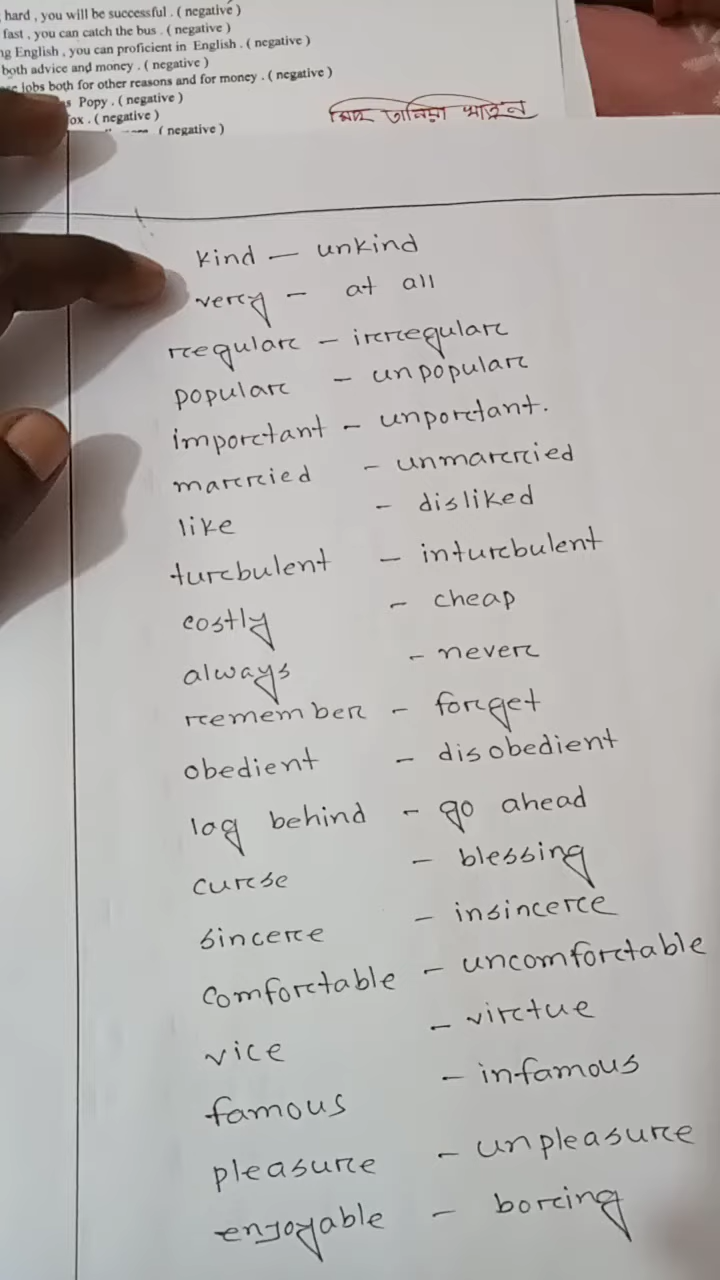 hard , you will be successful . ( negative )
fast , you can catch the bus . ( negative )
ng English , you can proficient in English . ( negative )
both advice and money . ( negative )
jobs both for other reasons and for money . ( negative )
s Popy . ( negative )
ox . ( negative )
( negative )
মোছাঃ তানিয়া খাতুন
kind — unkind
very — at all
regular — irregular
popular — unpopular
important — unportant.
married — unmarried
like — disliked
turbulent — inturbulent
costly — cheap
always — never
remember — forget
obedient — disobedient
lag behind — go ahead
curse — blessing
sincere — insincere
comfortable — uncomfortable
vice — virtue
famous — infamous
pleasure — unpleasure
enjoyable — boring